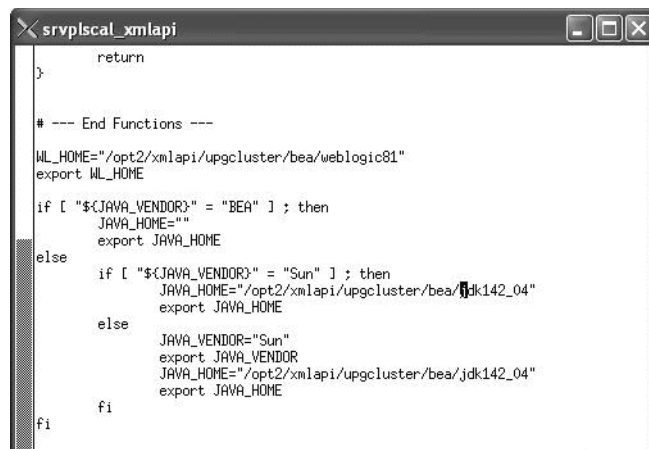 srvplscal_xmlapi
return
}
# --- End Functions ---
WL_HOME="/opt2/xmlapi/upgcluster/bea/weblogic81"
export WL_HOME
if [ "${JAVA_VENDOR}" = "BEA" ] ; then
JAVA_HOME=""
export JAVA_HOME
else
if [ "${JAVA_VENDOR}" = "Sun" ] ; then
JAVA_HOME="/opt2/xmlapi/upgcluster/bea/jdk142_04"
export JAVA_HOME
else
JAVA_VENDOR="Sun"
export JAVA_VENDOR
JAVA_HOME="/opt2/xmlapi/upgcluster/bea/jdk142_04"
export JAVA_HOME
fi
fi